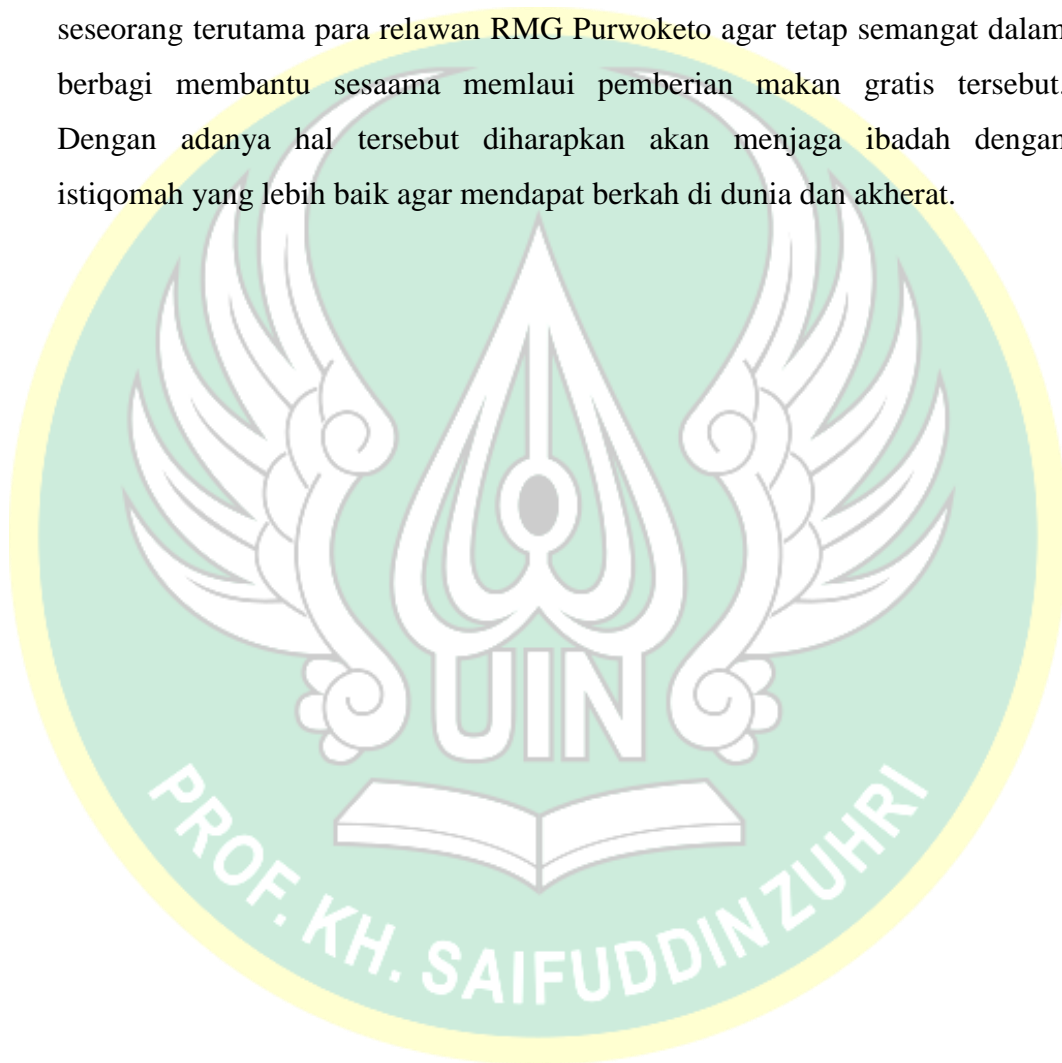 seseorang terutama para relawan RMG Purwoketo agar tetap semangat dalam
berbagi membantu sesaama memlaui pemberian makan gratis tersebut.
Dengan adanya hal tersebut diharapkan akan menjaga ibadah dengan
istiqomah yang lebih baik agar mendapat berkah di dunia dan akherat.
UIN
PROF. KH. SAIFUDDIN ZUHRI